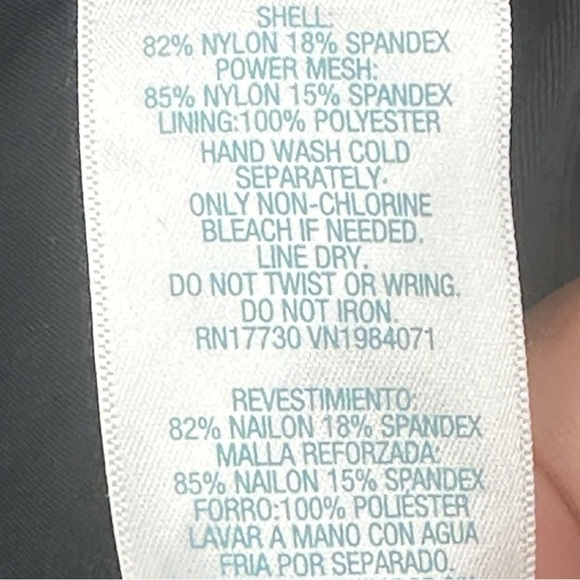 SHELL:
82% NYLON 18% SPANDEX
POWER MESH:
85% NYLON 15% SPANDEX
LINING:100% POLYESTER
HAND WASH COLD
SEPARATELY.
ONLY NON-CHLORINE
BLEACH IF NEEDED.
LINE DRY.
DO NOT TWIST OR WRING.
DO NOT IRON.
RN17730 VN1984071
REVESTIMIENTO:
82% NAILON 18% SPANDEX
MALLA REFORZADA:
85% NAILON 15% SPANDEX
FORRO:100% POLIÉSTER
LAVAR A MANO CON AGUA
FRIA POR SEPARADO.